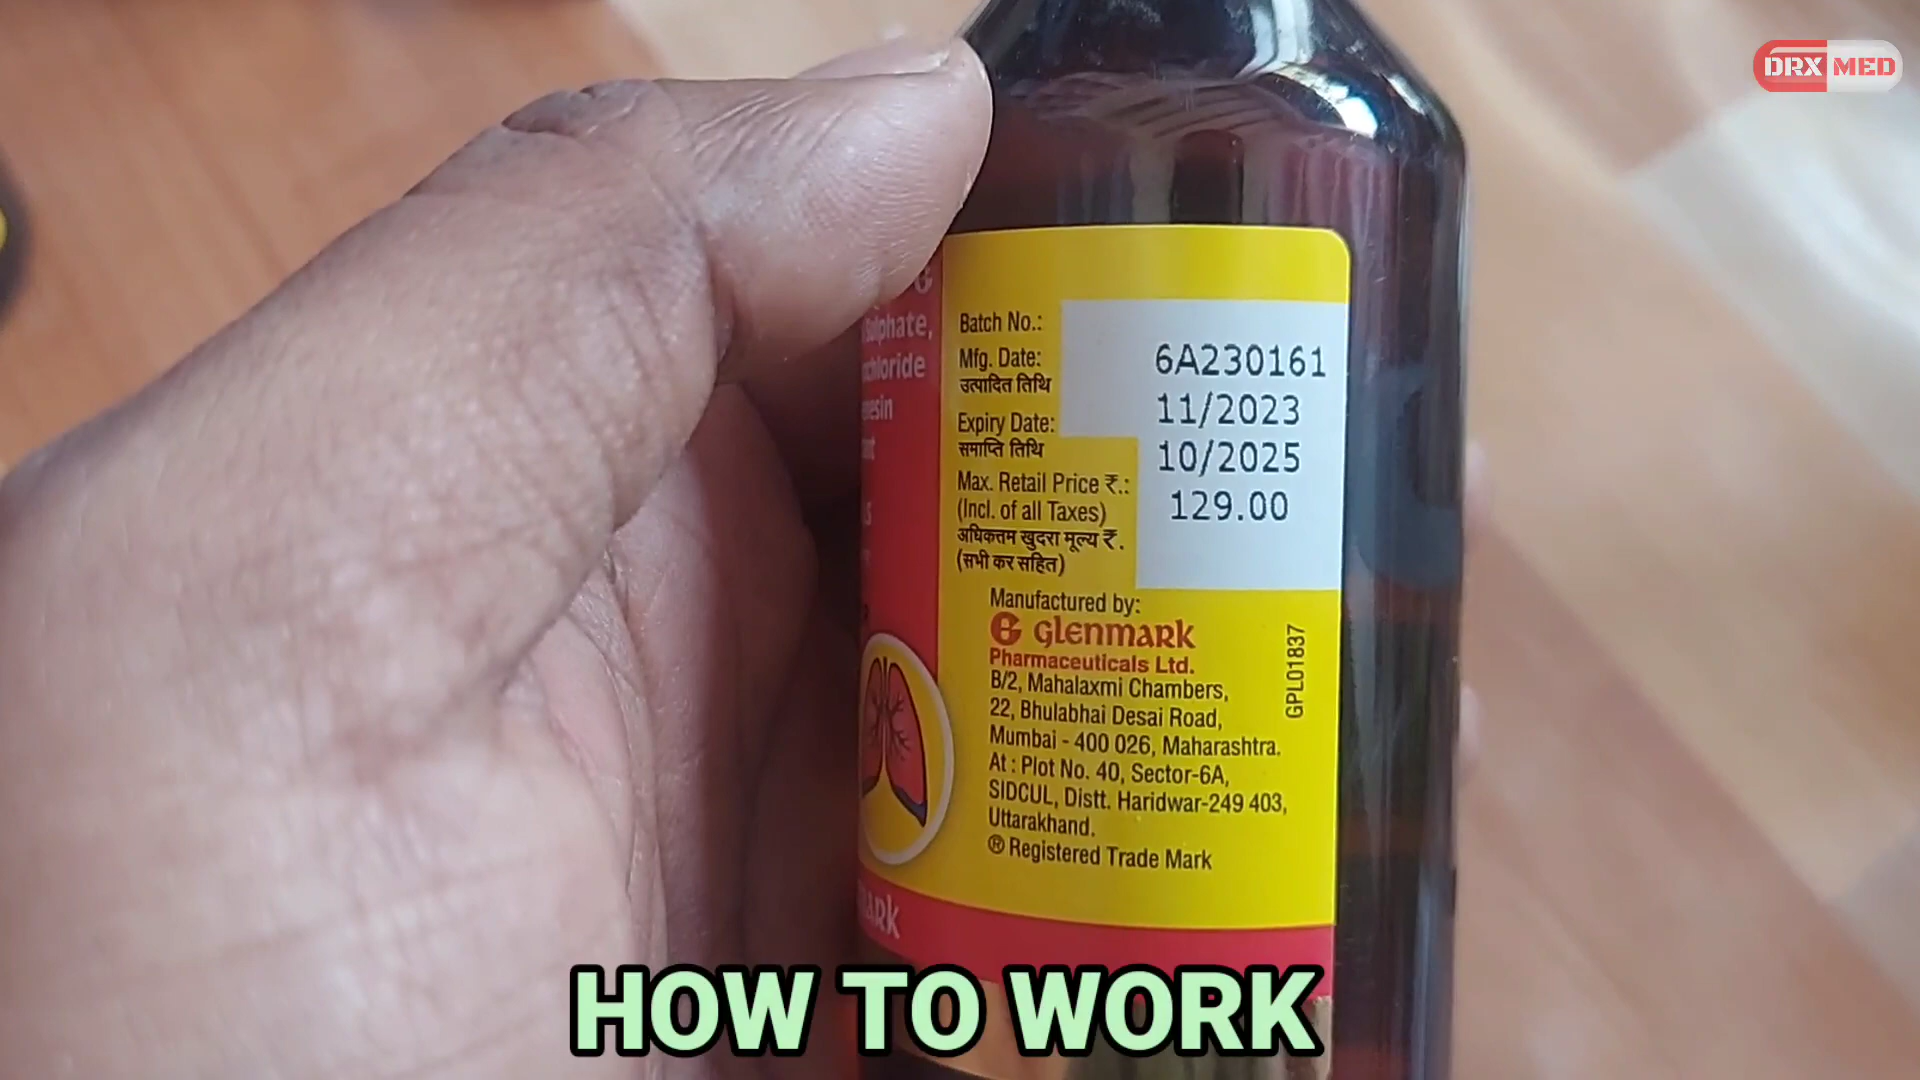 DRX MED
Sulphate,
Batch No.:
Mfg. Date:
उत्पादित तिथि
Expiry Date:
समाप्ति तिथि
Max. Retail Price ₹.:
(Incl. of all Taxes)
अधिकतम खुदरा मूल्य ₹.
(सभी कर सहित)
6A230161
11/2023
10/2025
129.00
Manufactured by:
glenmark
Pharmaceuticals Ltd.
B/2, Mahalaxmi Chambers,
22, Bhulabhai Desai Road,
Mumbai - 400 026, Maharashtra.
At : Plot No. 40, Sector-6A,
SIDCUL, Distt. Haridwar-249 403,
Uttarakhand.
® Registered Trade Mark
GPL01837
HOW TO WORK